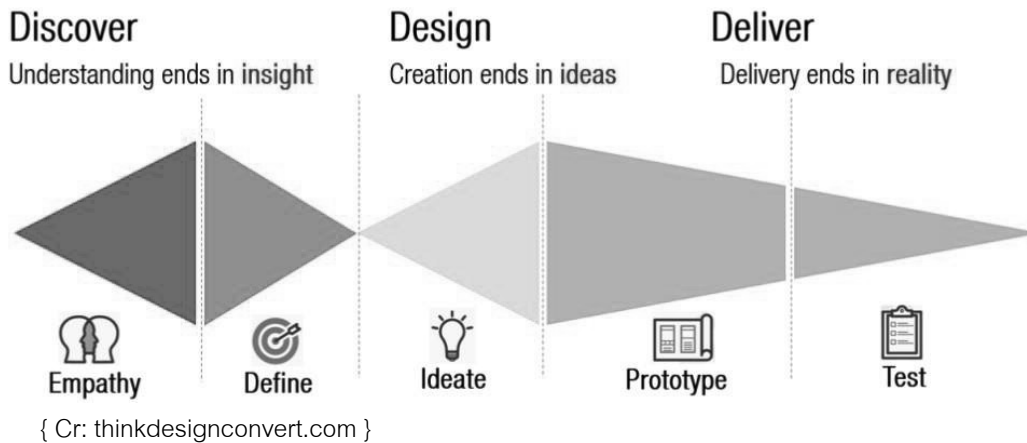 Discover
Understanding ends in insight
Design
Creation ends in ideas
Deliver
Delivery ends in reality
Empathy
Define
Ideate
Prototype
Test
{ Cr: thinkdesignconvert.com }